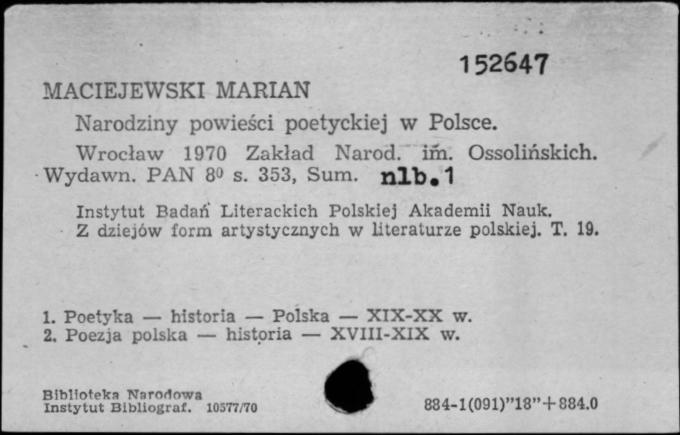 152647
MACIEJEWSKI MARIAN
Narodziny powieści poetyckiej w Polsce.
Wrocław 1970 Zakład Narod. im. Ossolińskich.
Wydawn. PAN 8⁰ s. 353, Sum. nlb.1
Instytut Badań Literackich Polskiej Akademii Nauk.
Z dziejów form artystycznych w literaturze polskiej. T. 19.
1. Poetyka — historia — Polska — XIX-XX w.
2. Poezja polska — historia — XVIII-XIX w.
Biblioteka Narodowa
Instytut Bibliograf. 10577/70
884-1(091)”18”+884.0